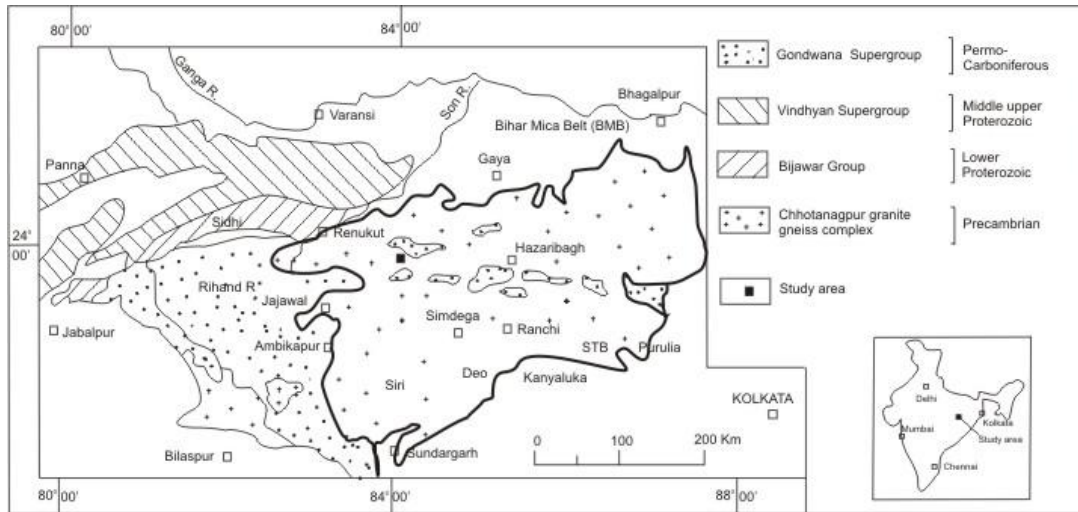 80° 00'
84° 00'
Ganga R.
Son R.
Varansi
Bhagalpur
Bihar Mica Belt (BMB)
Panna
Gaya
Sidhi
24° 00'
Renukut
Hazaribagh
Rihand R
Jajawal
Simdega
Ranchi
Jabalpur
Ambikapur
STB
Purulia
Siri
Deo
Kanyaluka
KOLKATA
0 100 200 Km
Bilaspur
Sundargarh
80° 00'
84° 00'
88° 00'
Gondwana Supergroup
Permo-
Carboniferous
Vindhyan Supergroup
Middle upper
Proterozoic
Bijawar Group
Lower
Proterozoic
Chhotanagpur granite
gneiss complex
Precambrian
Study area
Delhi
Kolkata
Mumbai
Study area
Chennai